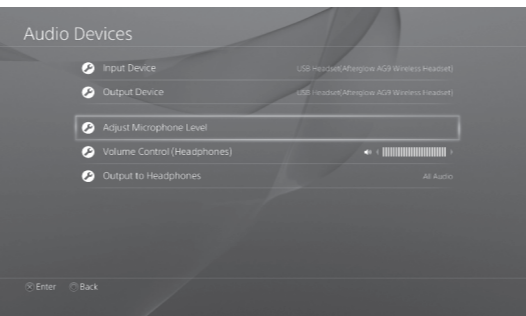 Audio Devices
Input Device USB Headset(Afterglow AG9 Wireless Headset)
Output Device USB Headset(Afterglow AG9 Wireless Headset)
Adjust Microphone Level
Volume Control (Headphones)
Output to Headphones All Audio
Enter Back